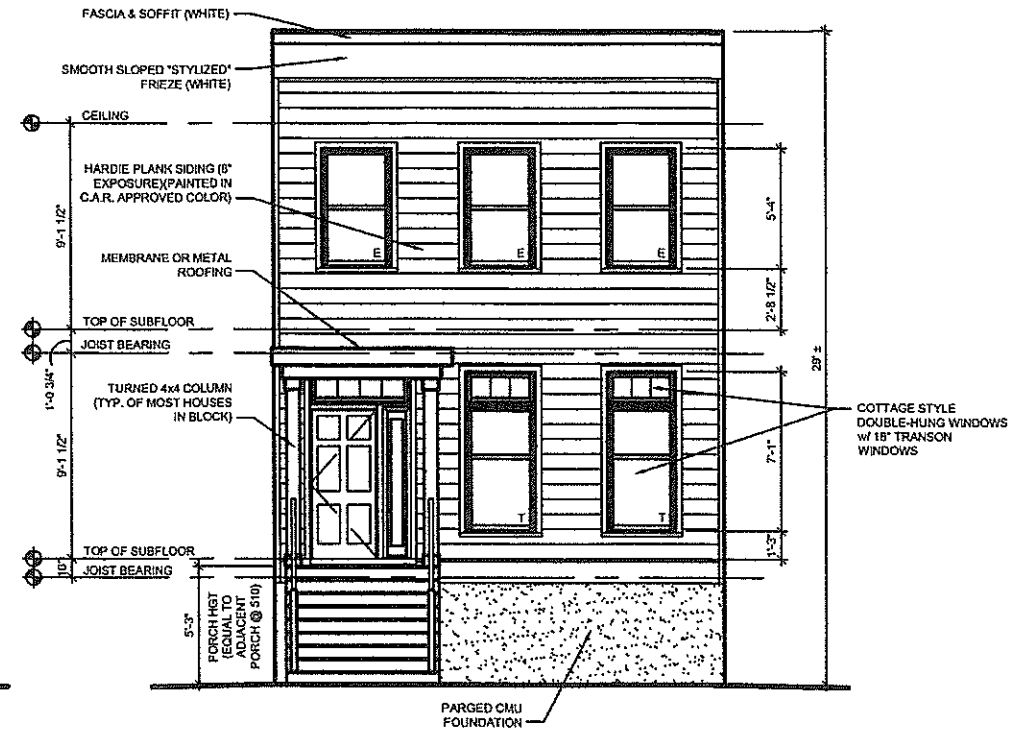 FASCIA & SOFFIT (WHITE)
SMOOTH SLOPED "STYLIZED"
FRIEZE (WHITE)
CEILING
HARDIE PLANK SIDING (8"
EXPOSURE)(PAINTED IN
C.A.R. APPROVED COLOR)
9'-1 1/2"
MEMBRANE OR METAL
ROOFING
TOP OF SUBFLOOR
JOIST BEARING
1'-0 3/4"
TURNED 4x4 COLUMN
(TYP. OF MOST HOUSES
IN BLOCK)
9'-1 1/2"
TOP OF SUBFLOOR
10"
JOIST BEARING
5'-3"
PORCH HGT
(EQUAL TO
ADJACENT
PORCH @ 510)
E
E
E
T
T
5'-4"
2'-8 1/2"
29' ±
7'-1"
1'-3"
COTTAGE STYLE
DOUBLE-HUNG WINDOWS
w/ 18" TRANSON
WINDOWS
PARGED CMU
FOUNDATION